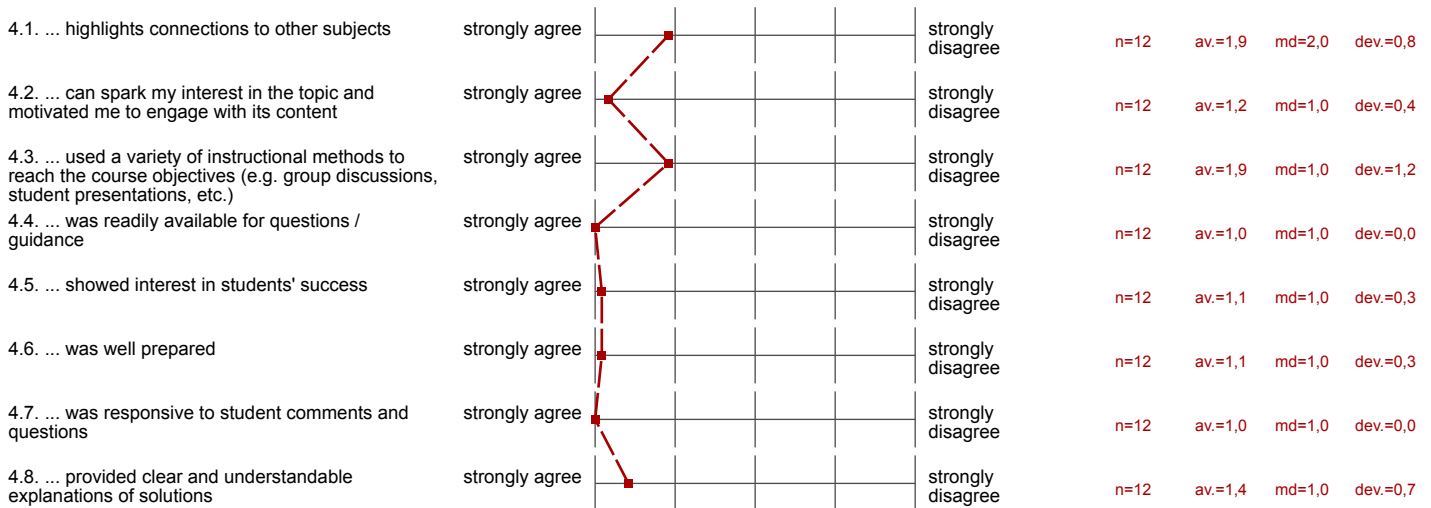 4.1. ... highlights connections to other subjects strongly agree strongly
disagree n=12 av.=1,9 md=2,0 dev.=0,8
4.2. ... can spark my interest in the topic and strongly agree strongly
motivated me to engage with its content disagree n=12 av.=1,2 md=1,0 dev.=0,4
4.3. ... used a variety of instructional methods to strongly agree strongly
reach the course objectives (e.g. group discussions, disagree n=12 av.=1,9 md=1,0 dev.=1,2
student presentations, etc.)
4.4. ... was readily available for questions / strongly agree strongly
guidance disagree n=12 av.=1,0 md=1,0 dev.=0,0
4.5. ... showed interest in students' success strongly agree strongly
disagree n=12 av.=1,1 md=1,0 dev.=0,3
4.6. ... was well prepared strongly agree strongly
disagree n=12 av.=1,1 md=1,0 dev.=0,3
4.7. ... was responsive to student comments and strongly agree strongly
questions disagree n=12 av.=1,0 md=1,0 dev.=0,0
4.8. ... provided clear and understandable strongly agree strongly
explanations of solutions disagree n=12 av.=1,4 md=1,0 dev.=0,7